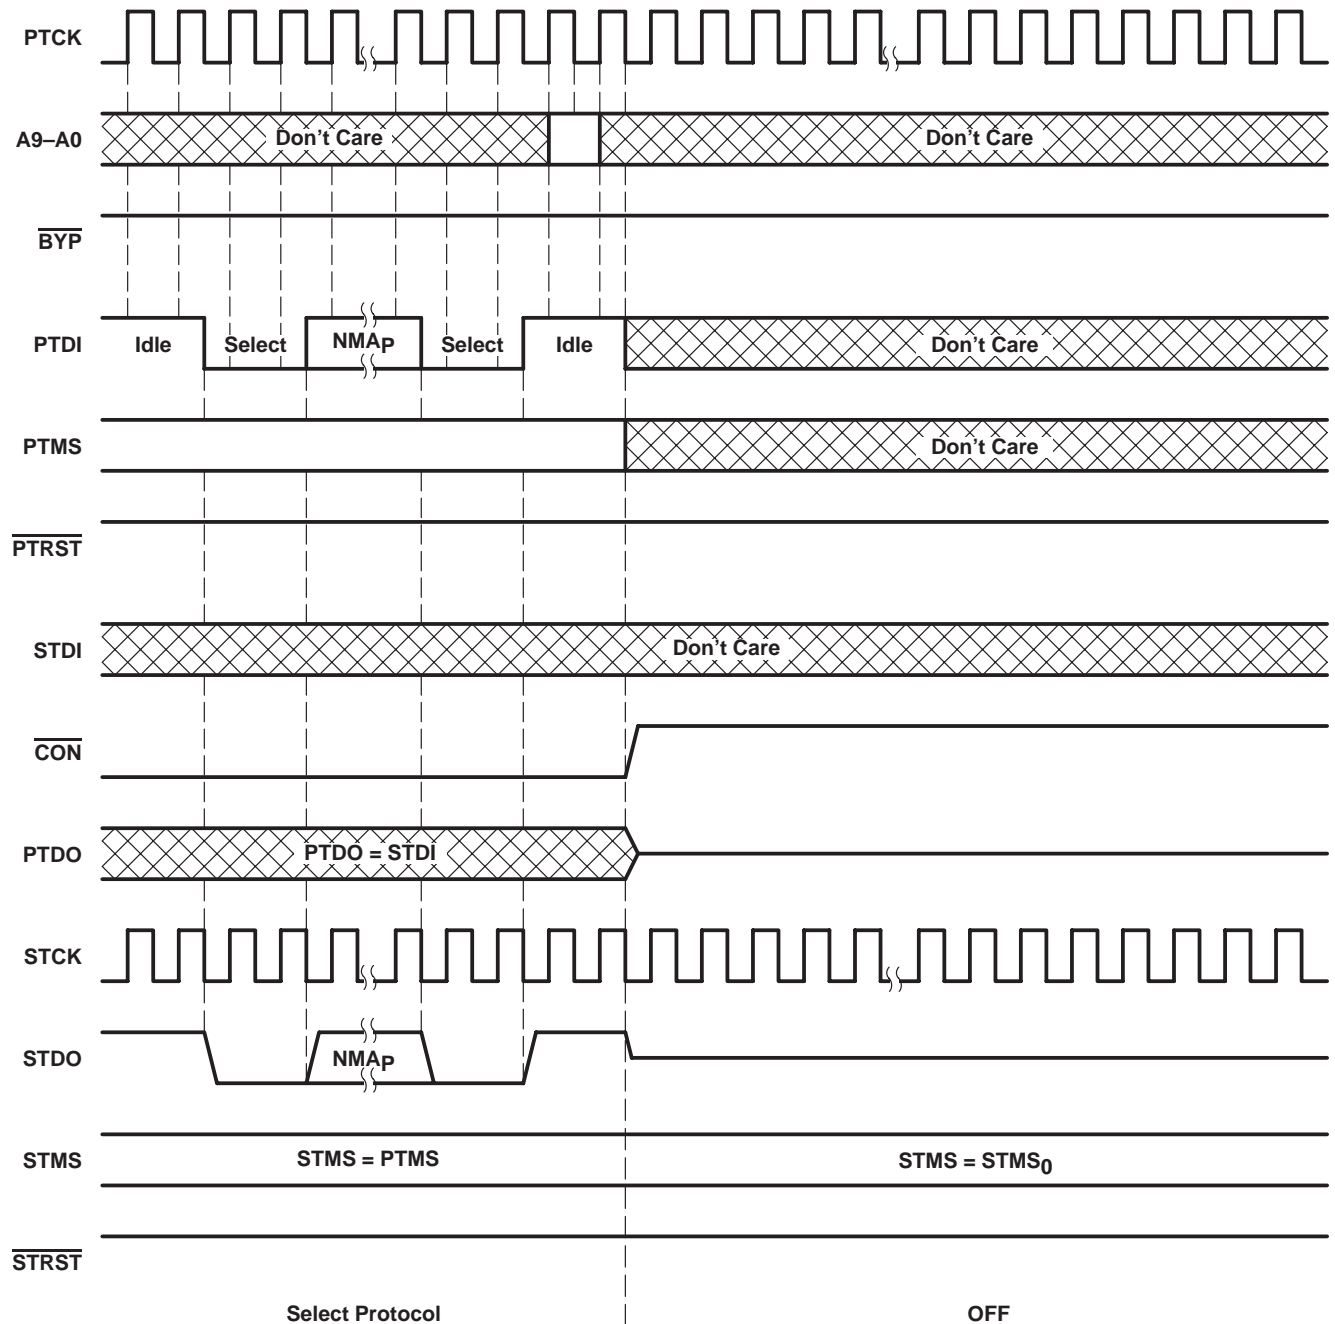 PTCK
A9–A0 Don't Care Don't Care
BYP
PTDI Idle Select NMAP Select Idle Don't Care
PTMS Don't Care
PTRST
STDI Don't Care
CON
PTDO PTDO = STDI
STCK
STDO NMAP
STMS STMS = PTMS STMS = STMS0
STRST
Select Protocol OFF